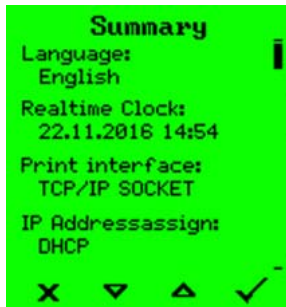 Summary
Language:
English
Realtime Clock:
22.11.2016 14:54
Print interface:
TCP/IP SOCKET
IP Addressassign:
DHCP